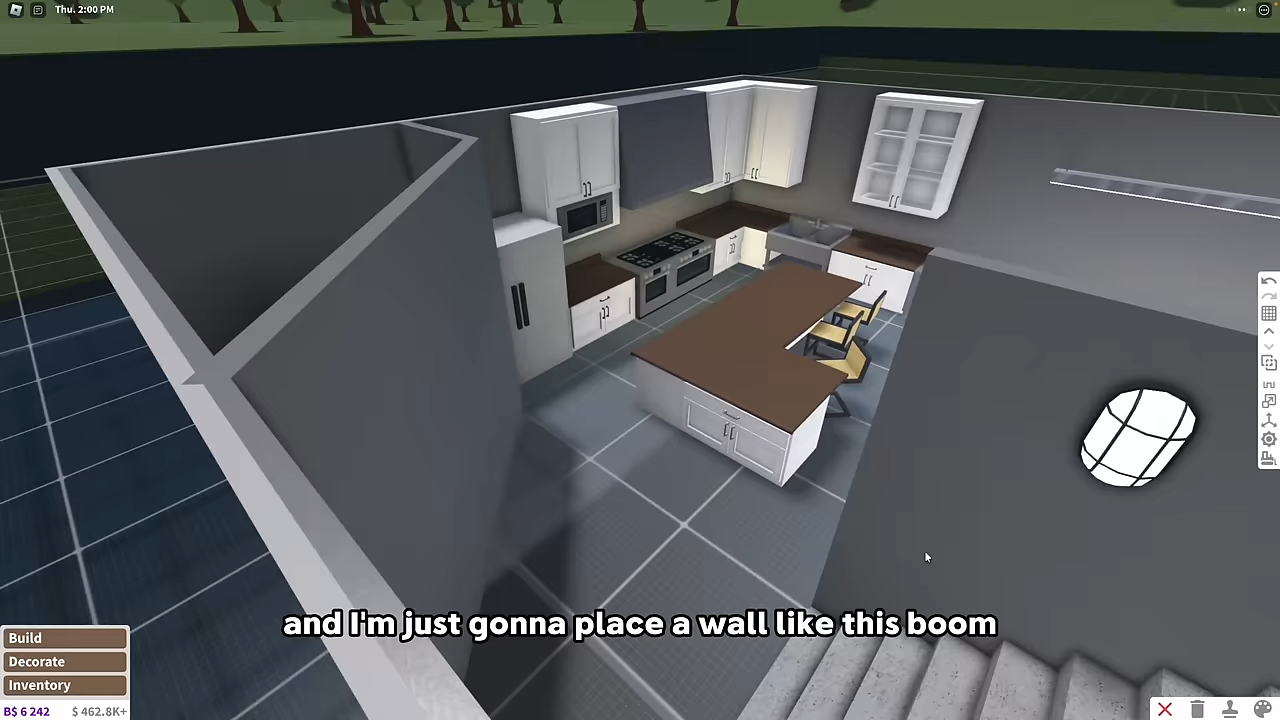 Thu. 2:00 PM
and I'm just gonna place a wall like this boom
Build
Decorate
Inventory
B$ 6 242 $ 462.8K+